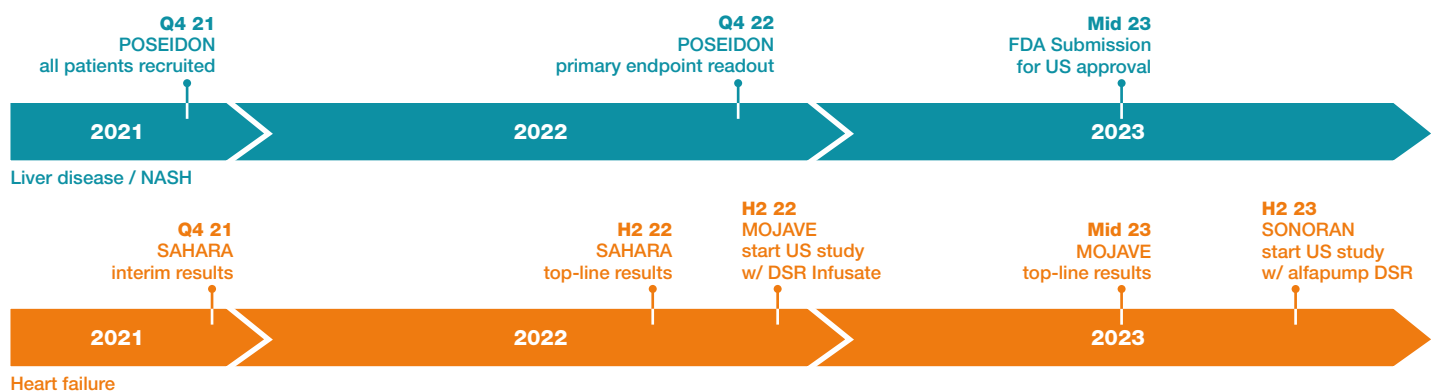 Q4 21
POSEIDON
all patients recruited
Q4 22
POSEIDON
primary endpoint readout
Mid 23
FDA Submission
for US approval
2021
2022
2023
Liver disease / NASH
Q4 21
SAHARA
interim results
H2 22
SAHARA
top-line results
H2 22
MOJAVE
start US study
w/ DSR Infusate
Mid 23
MOJAVE
top-line results
H2 23
SONORAN
start US study
w/ alfapump DSR
2021
2022
2023
Heart failure